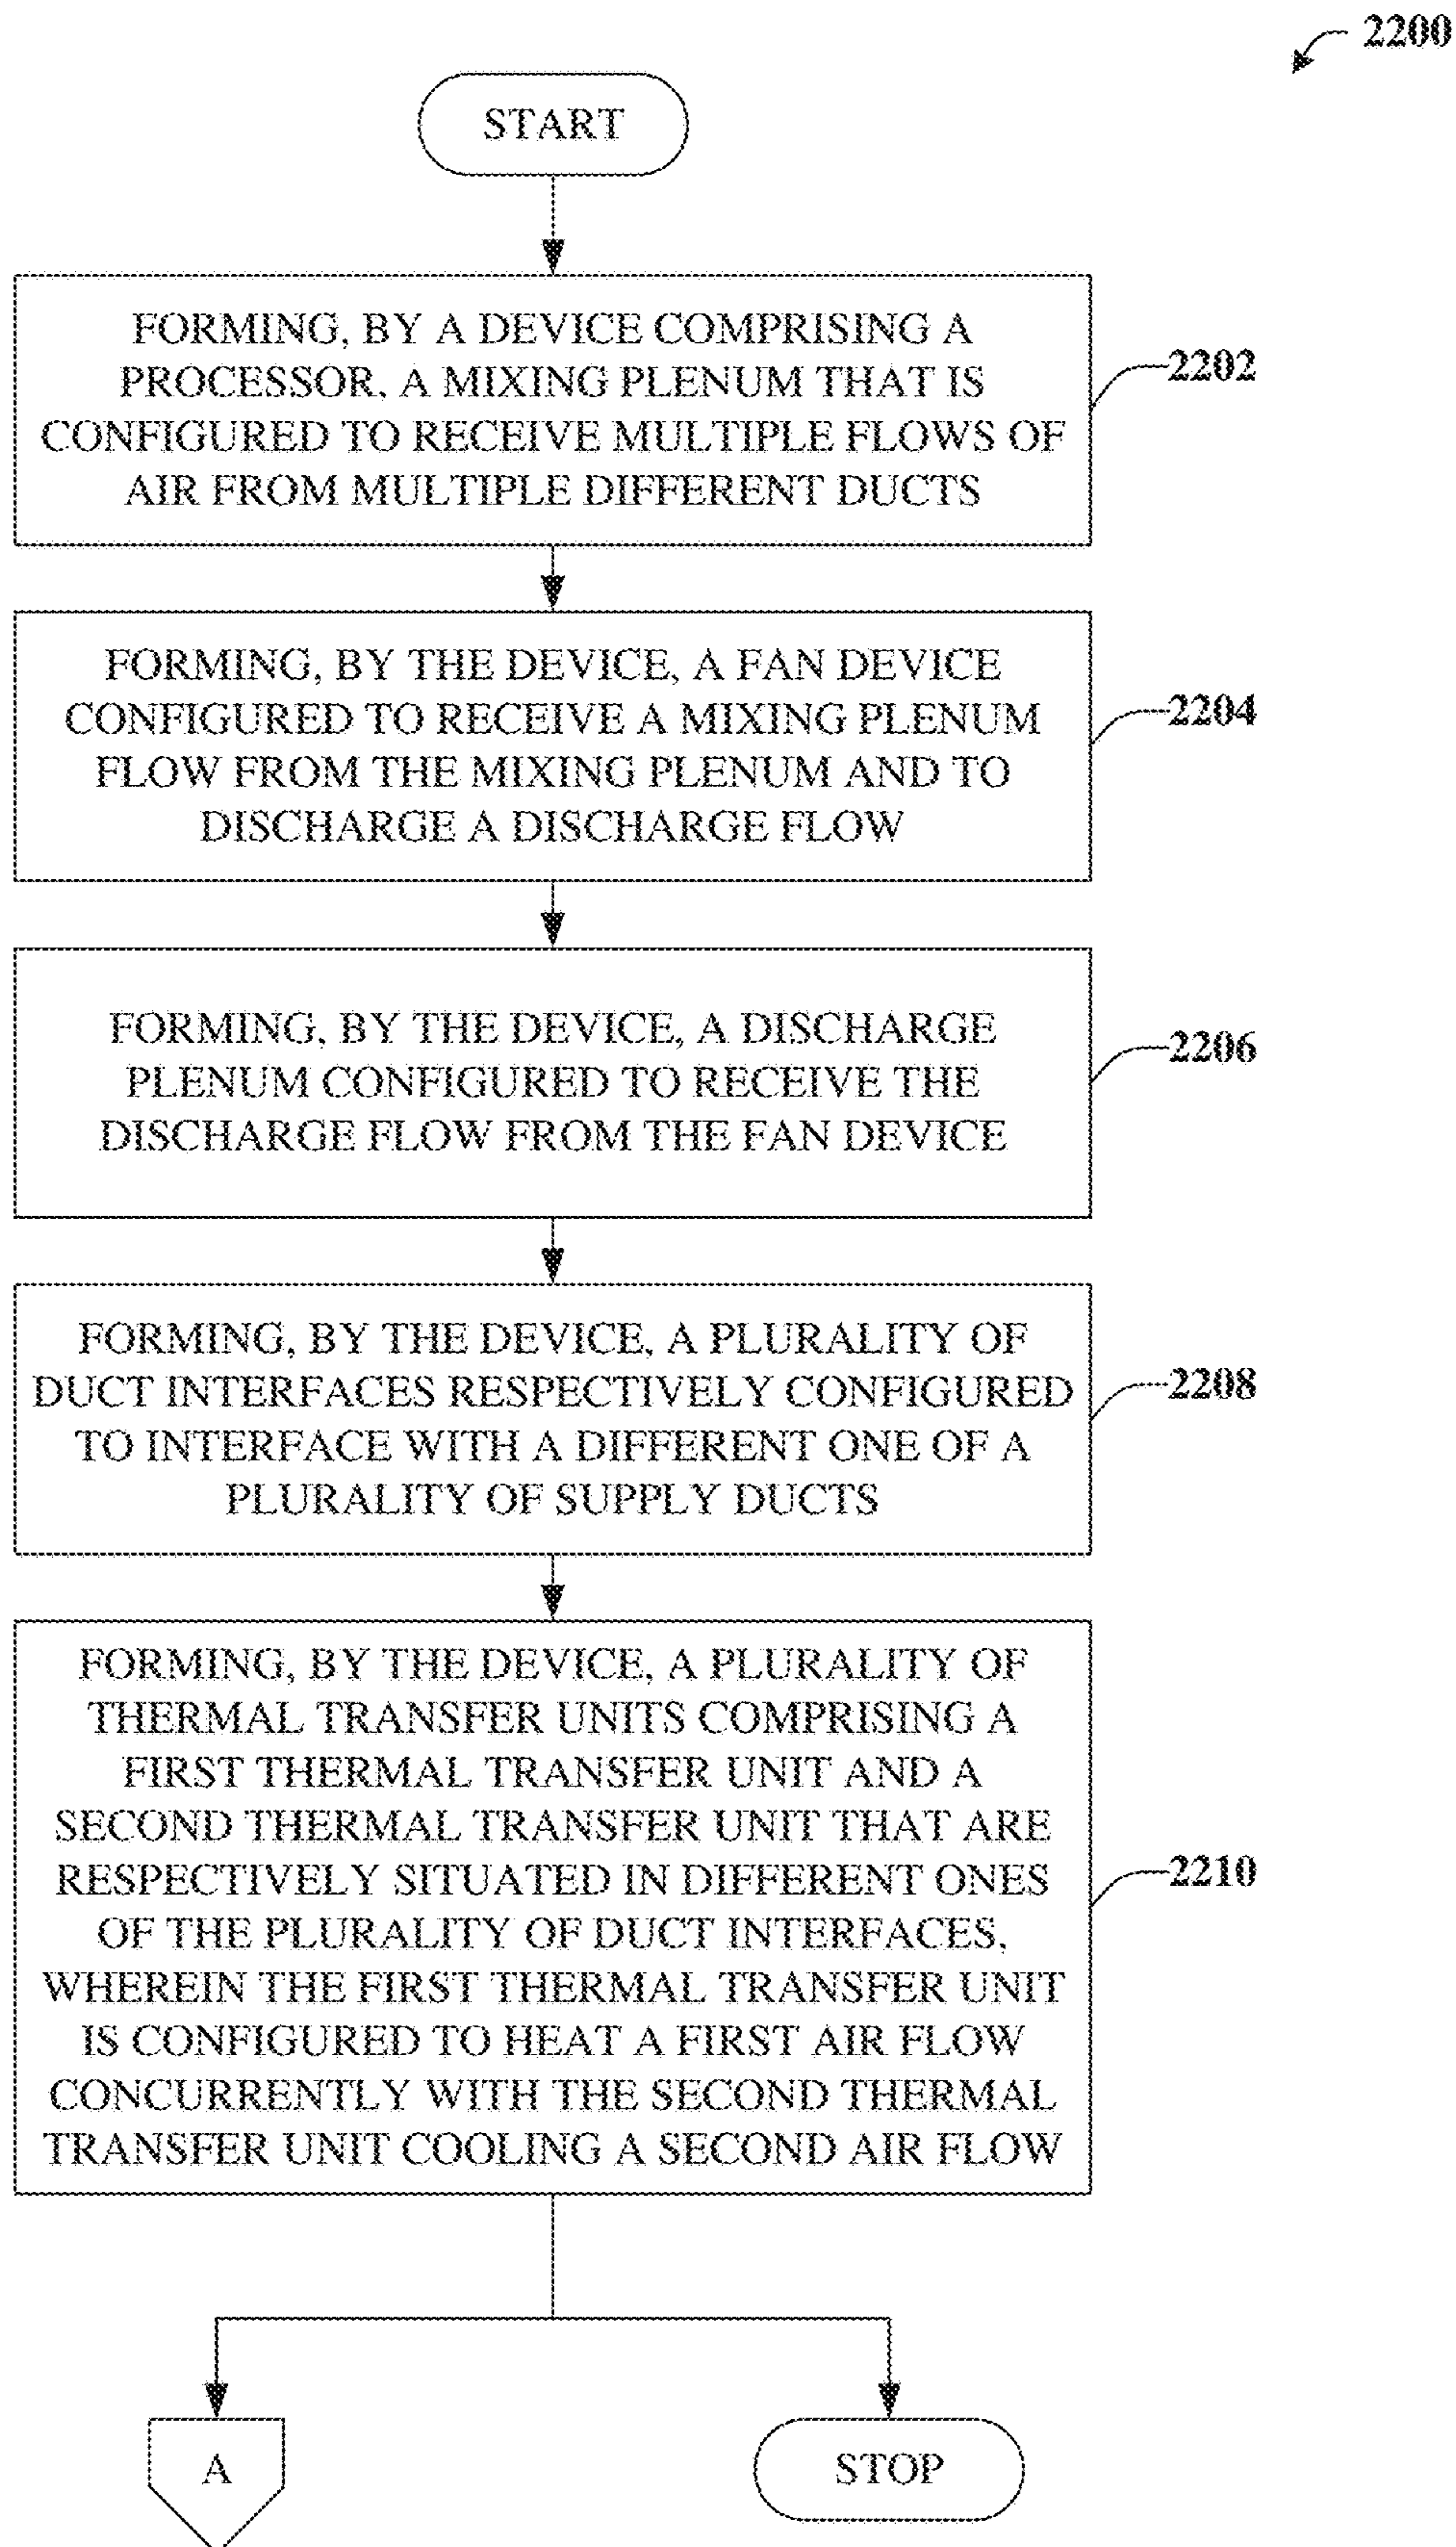 2200
START
FORMING, BY A DEVICE COMPRISING A
PROCESSOR, A MIXING PLENUM THAT IS
CONFIGURED TO RECEIVE MULTIPLE FLOWS OF
AIR FROM MULTIPLE DIFFERENT DUCTS
2202
FORMING, BY THE DEVICE, A FAN DEVICE
CONFIGURED TO RECEIVE A MIXING PLENUM
FLOW FROM THE MIXING PLENUM AND TO
DISCHARGE A DISCHARGE FLOW
2204
FORMING, BY THE DEVICE, A DISCHARGE
PLENUM CONFIGURED TO RECEIVE THE
DISCHARGE FLOW FROM THE FAN DEVICE
2206
FORMING, BY THE DEVICE, A PLURALITY OF
DUCT INTERFACES RESPECTIVELY CONFIGURED
TO INTERFACE WITH A DIFFERENT ONE OF A
PLURALITY OF SUPPLY DUCTS
2208
FORMING, BY THE DEVICE, A PLURALITY OF
THERMAL TRANSFER UNITS COMPRISING A
FIRST THERMAL TRANSFER UNIT AND A
SECOND THERMAL TRANSFER UNIT THAT ARE
RESPECTIVELY SITUATED IN DIFFERENT ONES
OF THE PLURALITY OF DUCT INTERFACES,
WHEREIN THE FIRST THERMAL TRANSFER UNIT
IS CONFIGURED TO HEAT A FIRST AIR FLOW
CONCURRENTLY WITH THE SECOND THERMAL
TRANSFER UNIT COOLING A SECOND AIR FLOW
2210
A
STOP